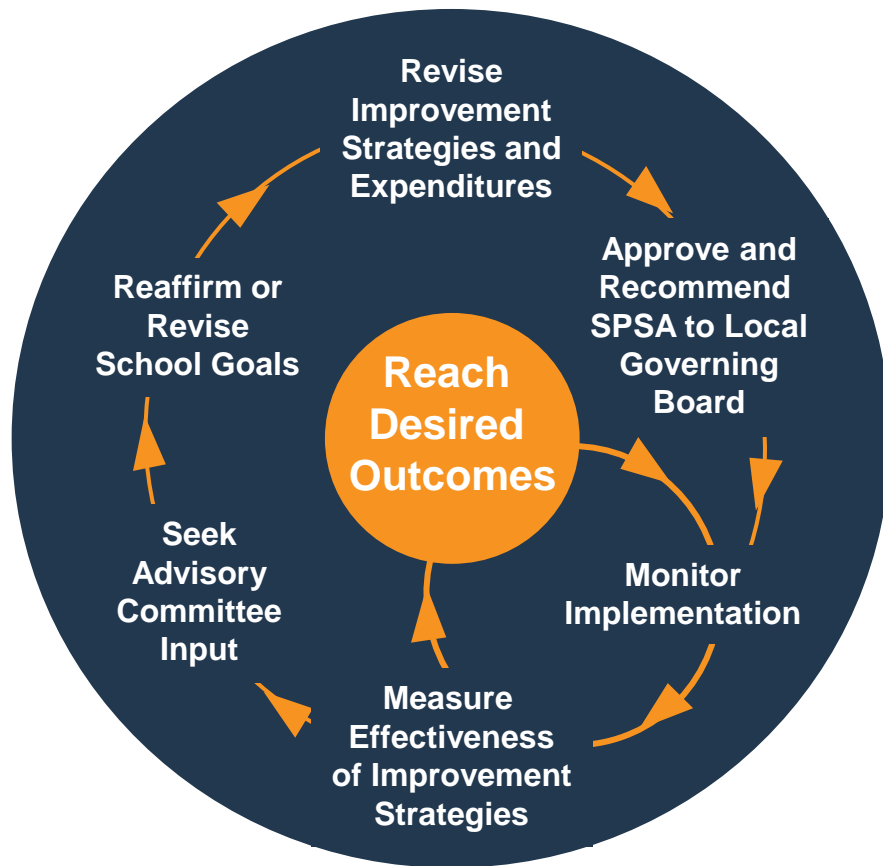 Revise
Improvement
Strategies and
Expenditures
Approve and
Recommend
SPSA to Local
Governing
Board
Monitor
Implementation
Measure
Effectiveness
of Improvement
Strategies
Seek
Advisory
Committee
Input
Reaffirm or
Revise
School Goals
Reach
Desired
Outcomes